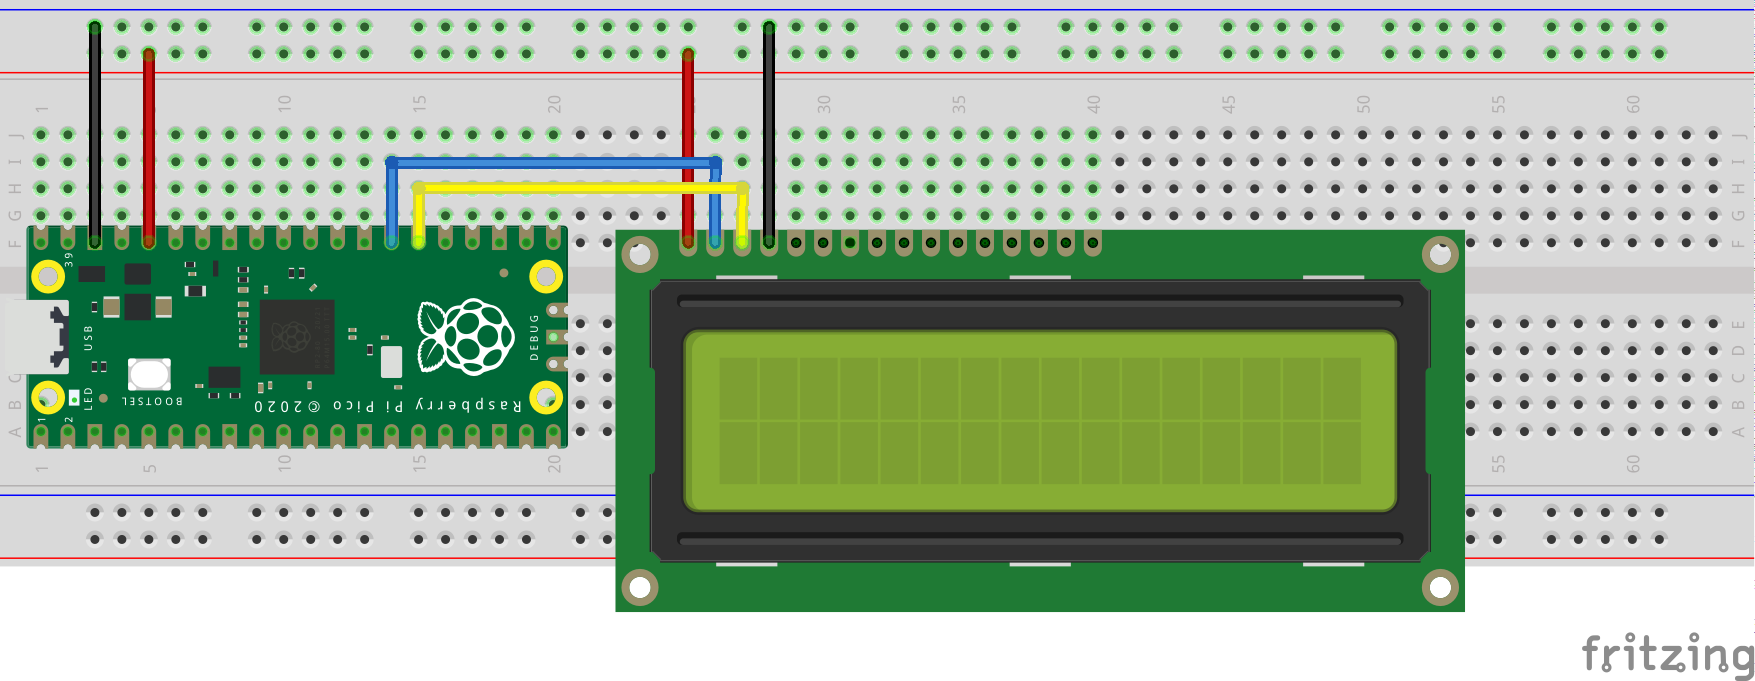 1 10 15 20 30 35 40 45 50 55 60
J J
I I
H H
G G
F F
39
USB
DEBUG
E
D
C C
B B
A A
LED
BOOTSEL
Raspberry Pi Pico © 2020
1
2
1 5 10 15 20 55 60
fritzing